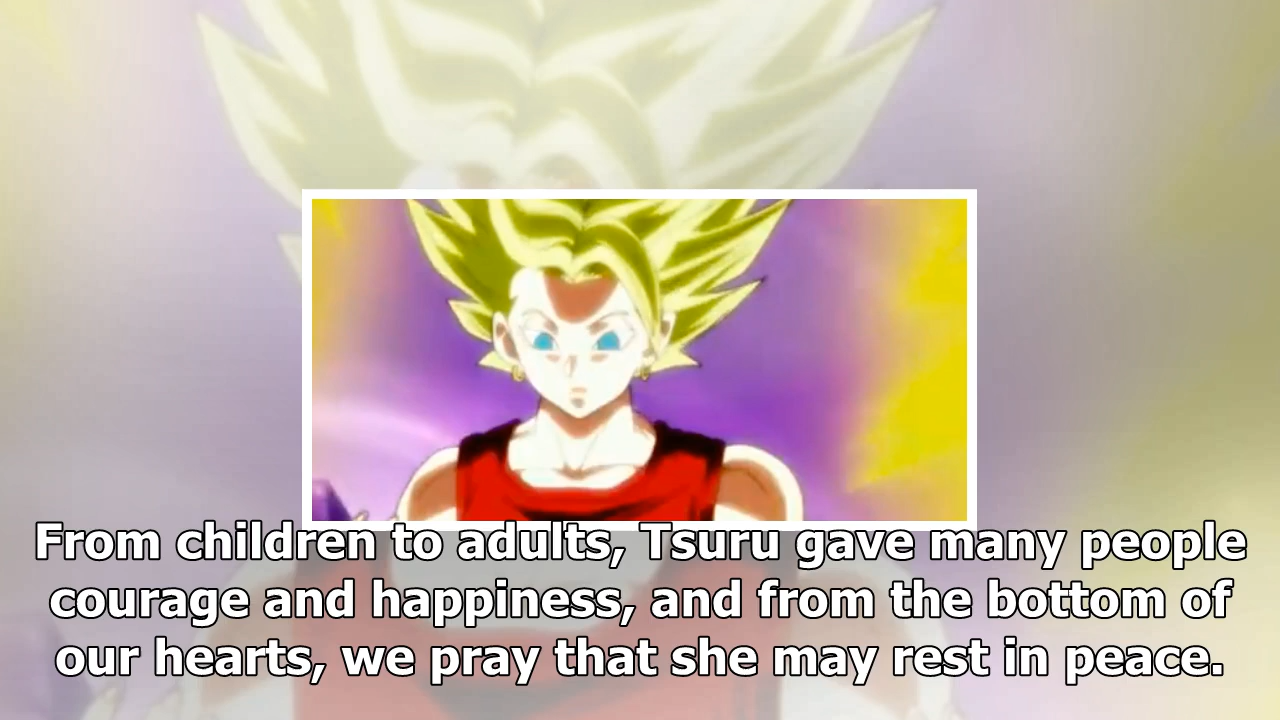 From children to adults, Tsuru gave many people
courage and happiness, and from the bottom of
our hearts, we pray that she may rest in peace.